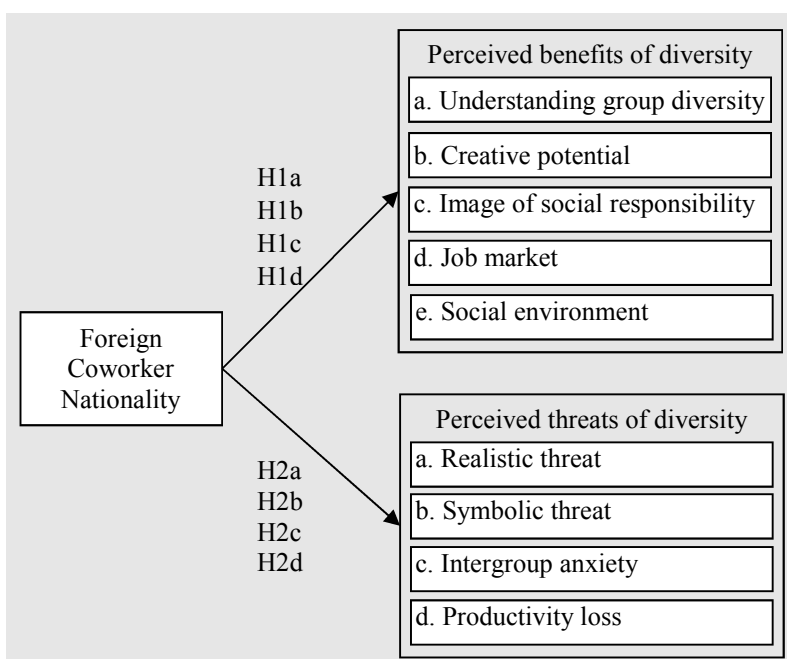 Perceived benefits of diversity
a. Understanding group diversity
b. Creative potential
c. Image of social responsibility
d. Job market
e. Social environment
H1a
H1b
H1c
H1d
Foreign
Coworker
Nationality
H2a
H2b
H2c
H2d
Perceived threats of diversity
a. Realistic threat
b. Symbolic threat
c. Intergroup anxiety
d. Productivity loss